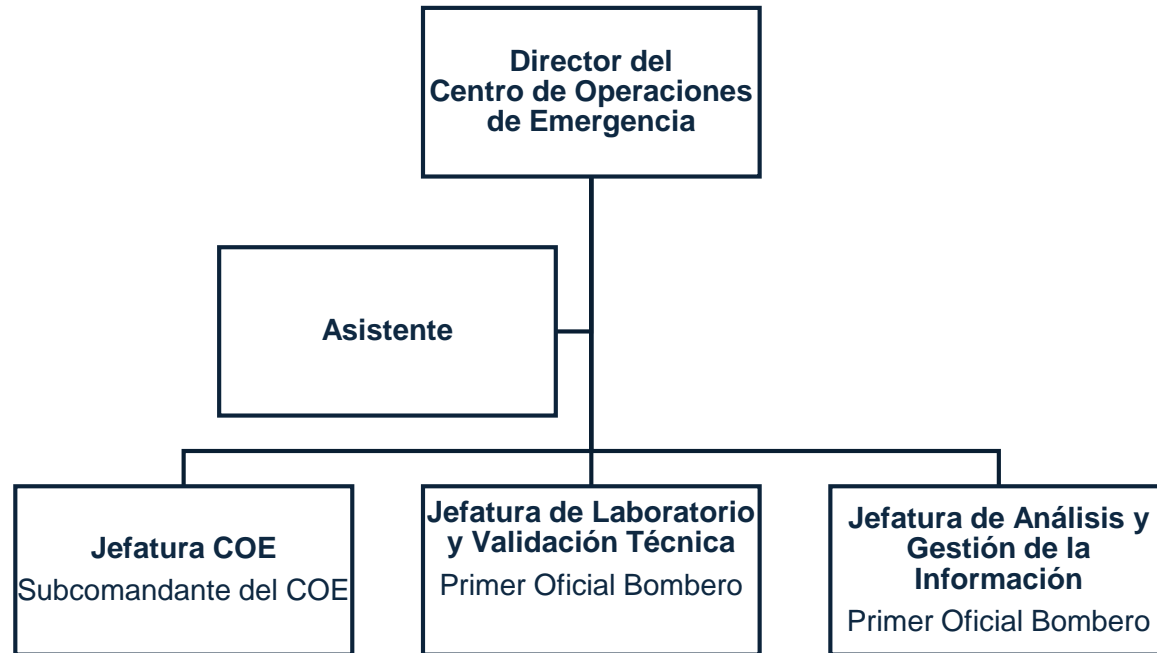 Director del
Centro de Operaciones
de Emergencia
Asistente
Jefatura COE
Subcomandante del COE
Jefatura de Laboratorio
y Validación Técnica
Primer Oficial Bombero
Jefatura de Análisis y
Gestión de la
Información
Primer Oficial Bombero